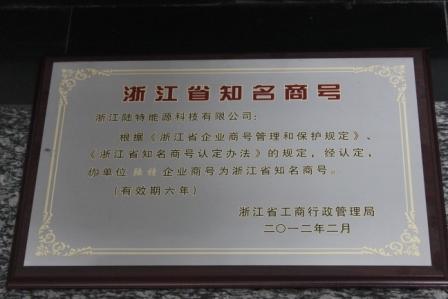 浙江省知名商号
浙江陆特能源科技有限公司：
根据《浙江省企业商号管理和保护规定》、
《浙江省知名商号认定办法》的规定，经认定，
你单位 陆特 企业商号为浙江省知名商号。
(有效期六年)
浙江省工商行政管理局
二〇一二年二月